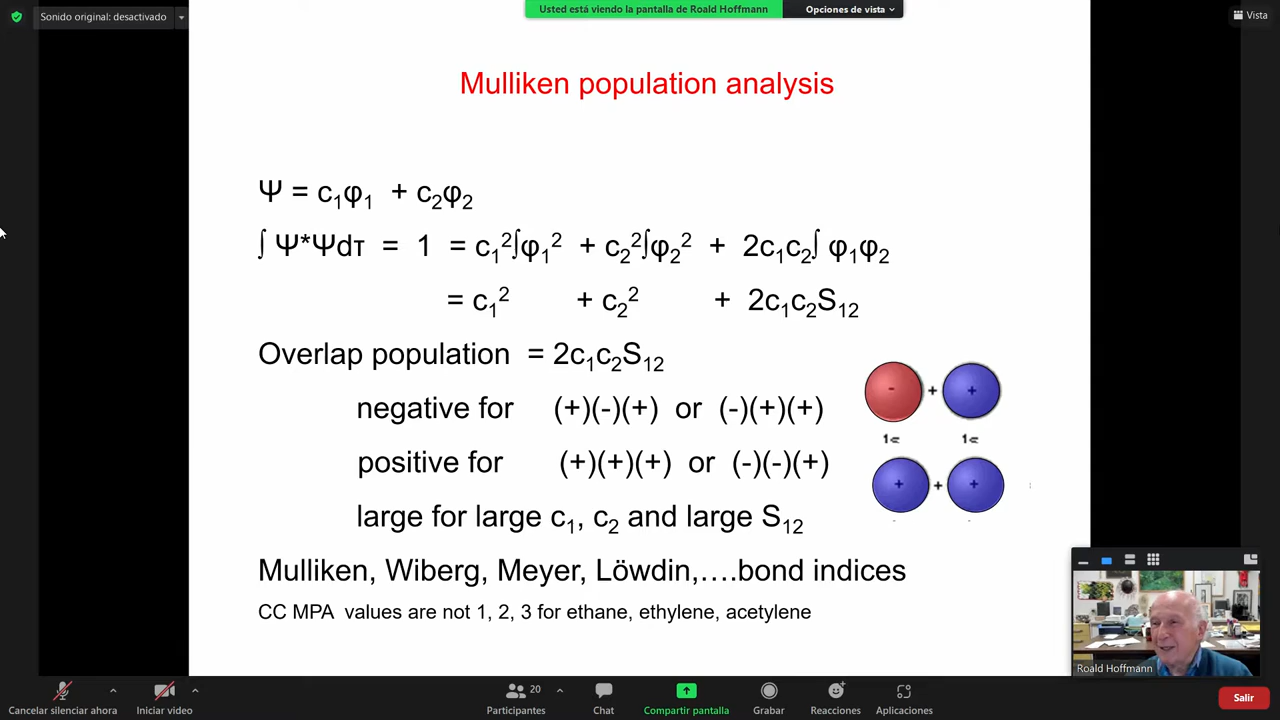 Sonido original: desactivado
Usted está viendo la pantalla de Roald Hoffmann
Opciones de vista
Vista
Mulliken population analysis
Ψ = c₁φ₁ + c₂φ₂
∫ Ψ*Ψdτ = 1 = c₁²∫φ₁² + c₂²∫φ₂² + 2c₁c₂∫ φ₁φ₂
= c₁² + c₂² + 2c₁c₂S₁₂
Overlap population = 2c₁c₂S₁₂
negative for (+)(-)(+) or (-)(+)(+)
- + +
1s 1s
positive for (+)(+)(+) or (-)(-)(+)
+ + +
large for large c₁, c₂ and large S₁₂
Mulliken, Wiberg, Meyer, Löwdin,….bond indices
CC MPA values are not 1, 2, 3 for ethane, ethylene, acetylene
Roald Hoffmann
Cancelar silenciar ahora
Iniciar video
20
Participantes
Chat
Compartir pantalla
Grabar
Reacciones
Aplicaciones
Salir